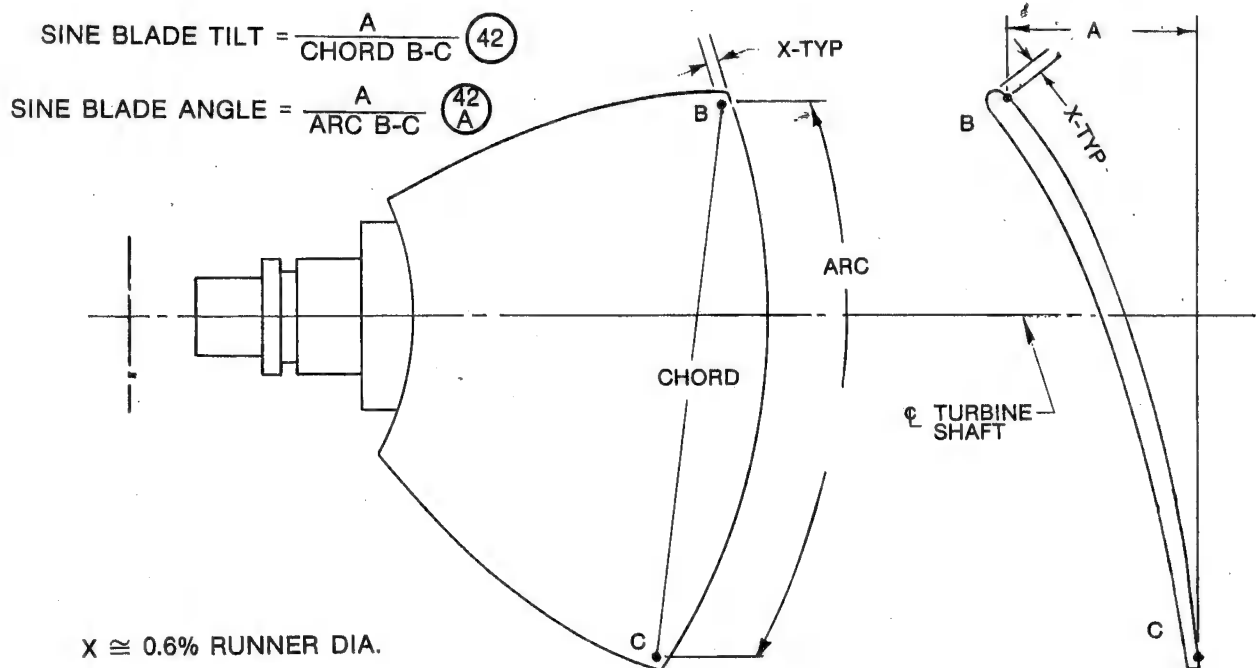 SINE BLADE TILT = A / CHORD B-C 42
SINE BLADE ANGLE = A / ARC B-C 42 A
X-TYP
A
B
B
X-TYP
ARC
CHORD
℄ TURBINE
SHAFT
C
C
X ≅ 0.6% RUNNER DIA.